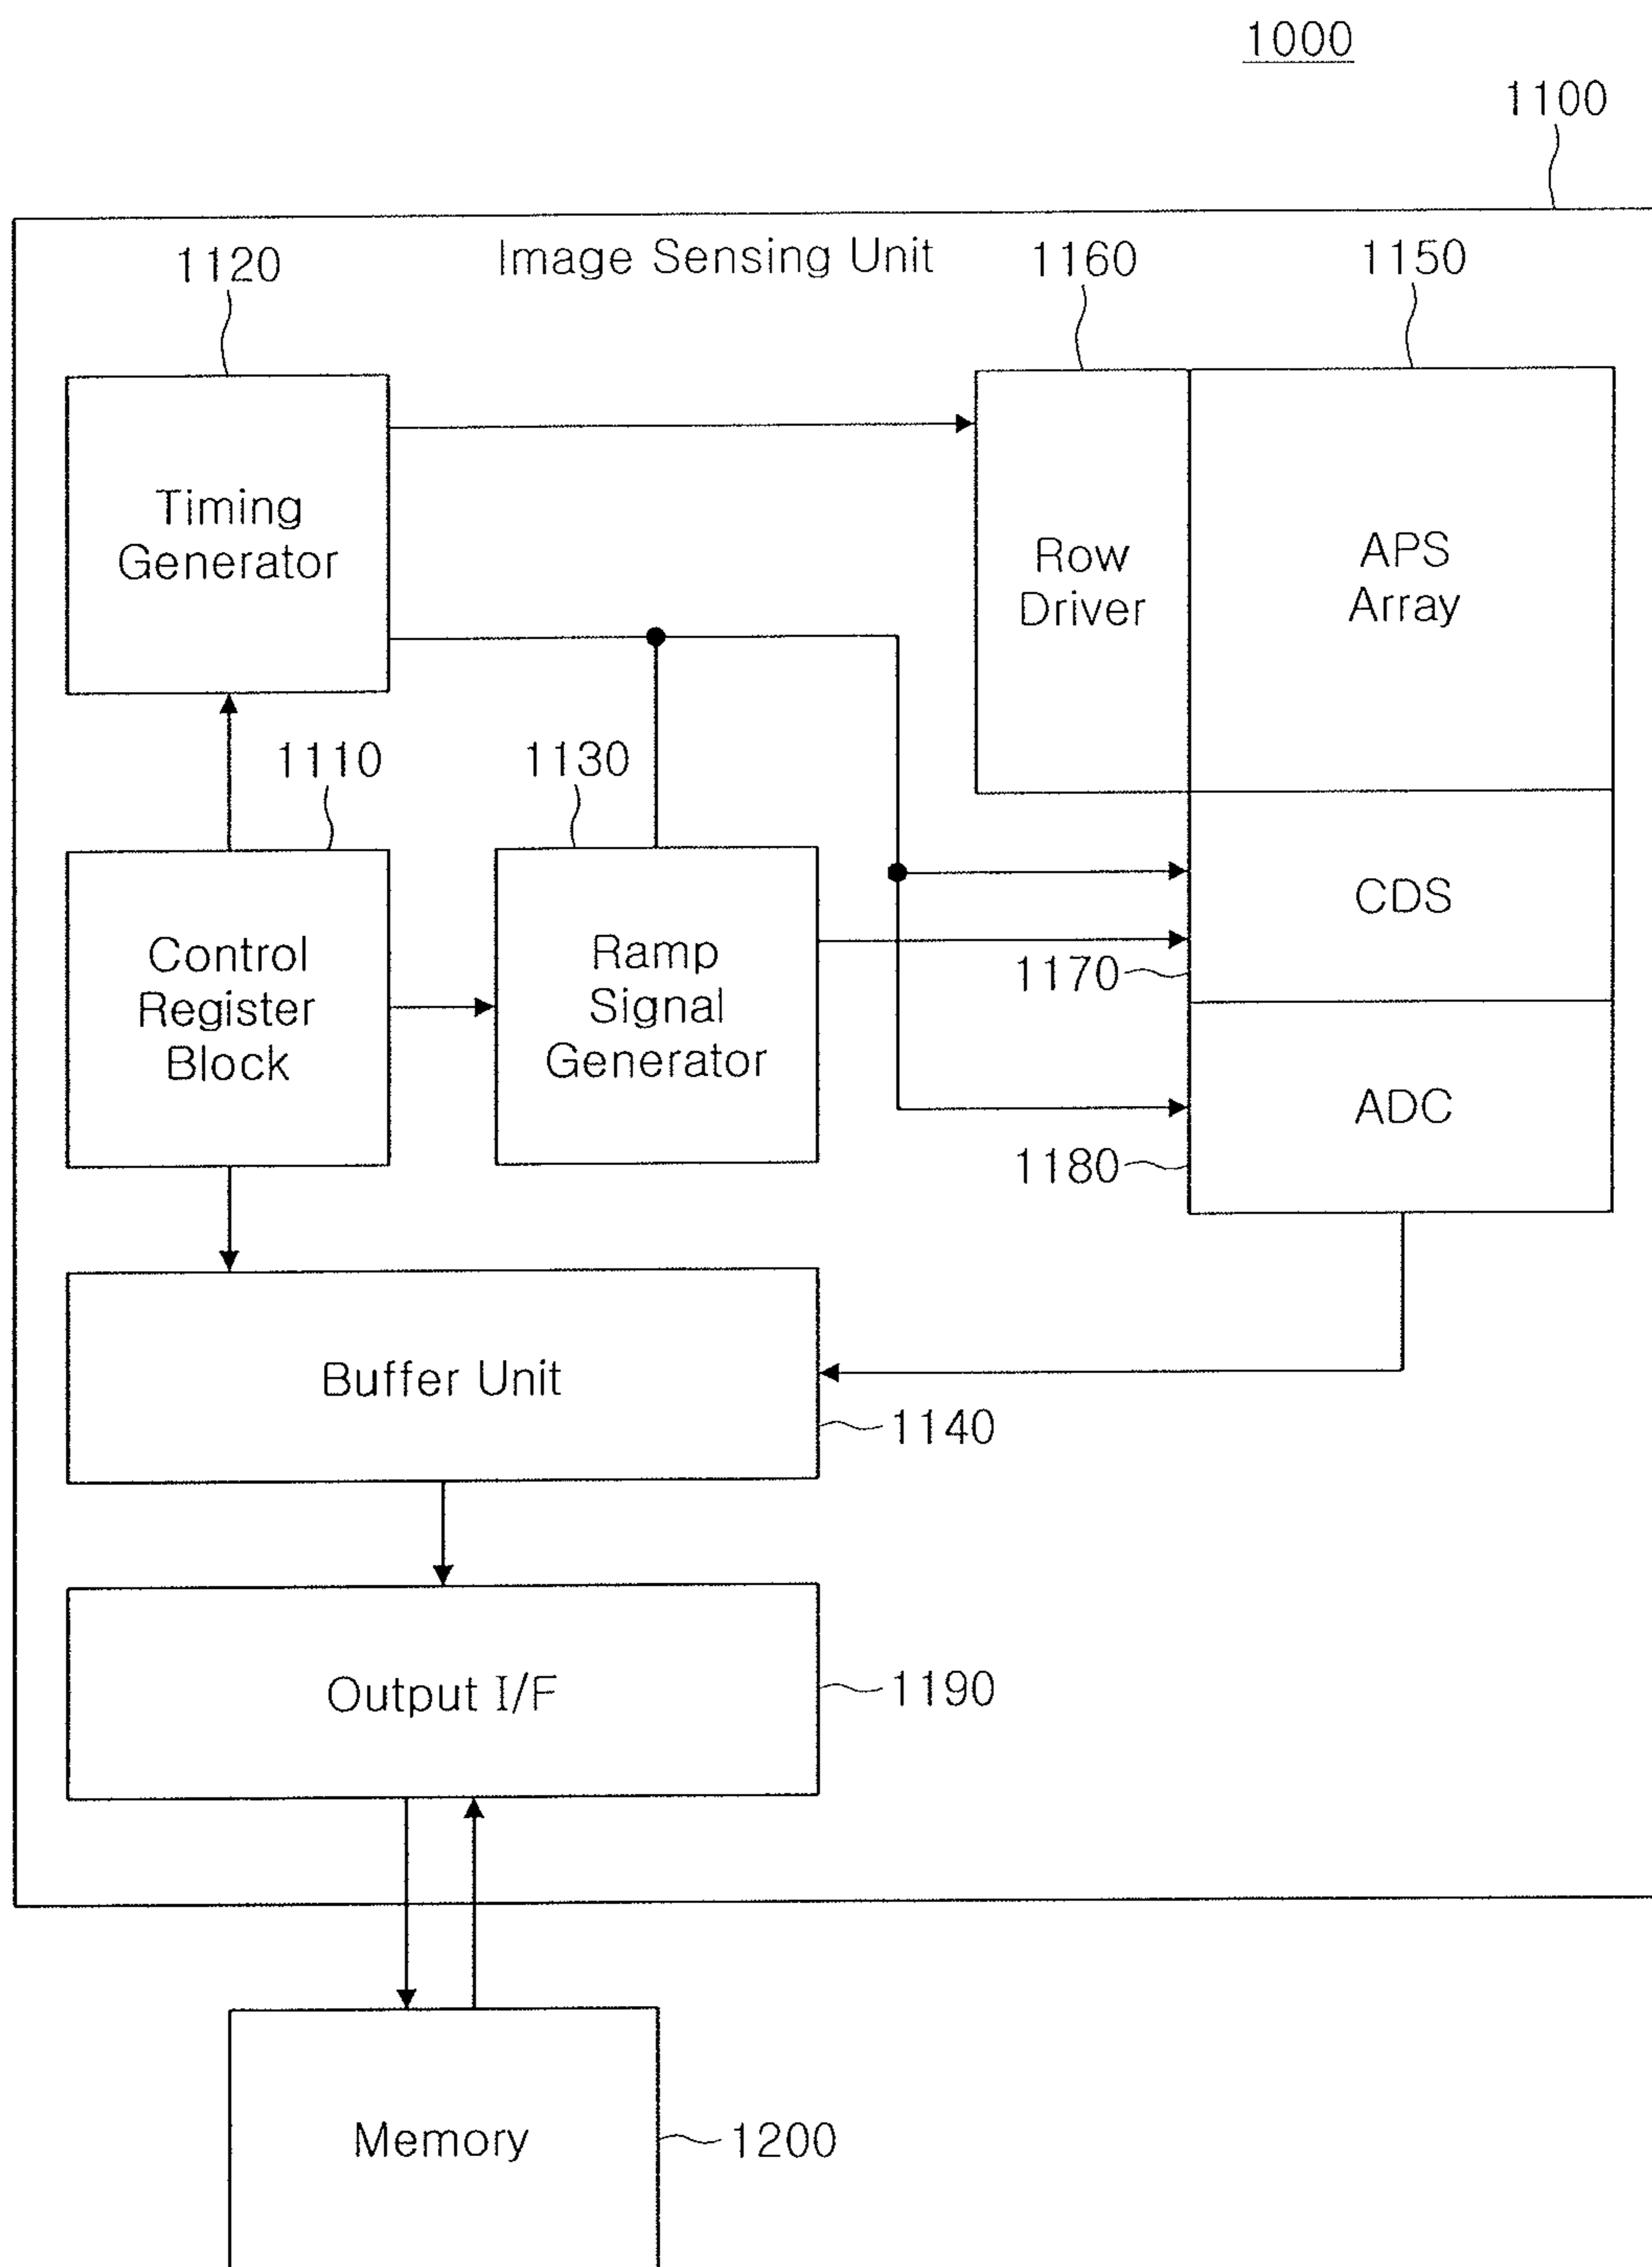 1000
1100
Image Sensing Unit
1120
1160
1150
Timing
Generator
Row
Driver
APS
Array
1110
1130
Control
Register
Block
Ramp
Signal
Generator
CDS
1170
ADC
1180
Buffer Unit
1140
Output I/F
1190
Memory
1200